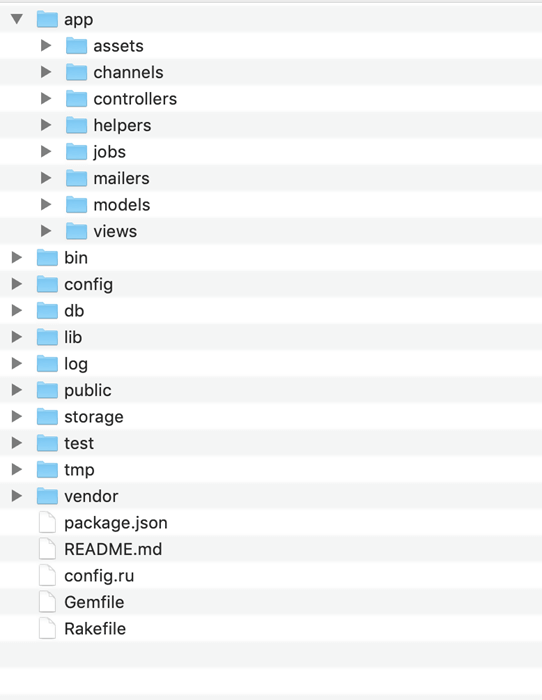 app
assets
channels
controllers
helpers
jobs
mailers
models
views
bin
config
db
lib
log
public
storage
test
tmp
vendor
package.json
README.md
config.ru
Gemfile
Rakefile